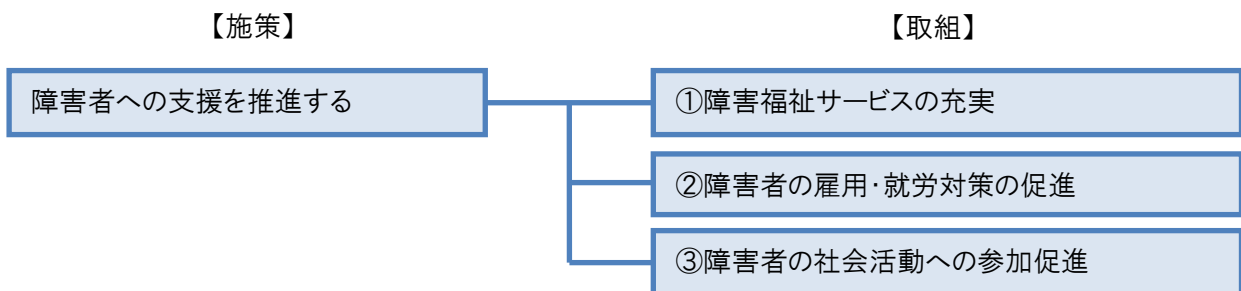 【施策】
【取組】
障害者への支援を推進する
①障害福祉サービスの充実
②障害者の雇用・就労対策の促進
③障害者の社会活動への参加促進